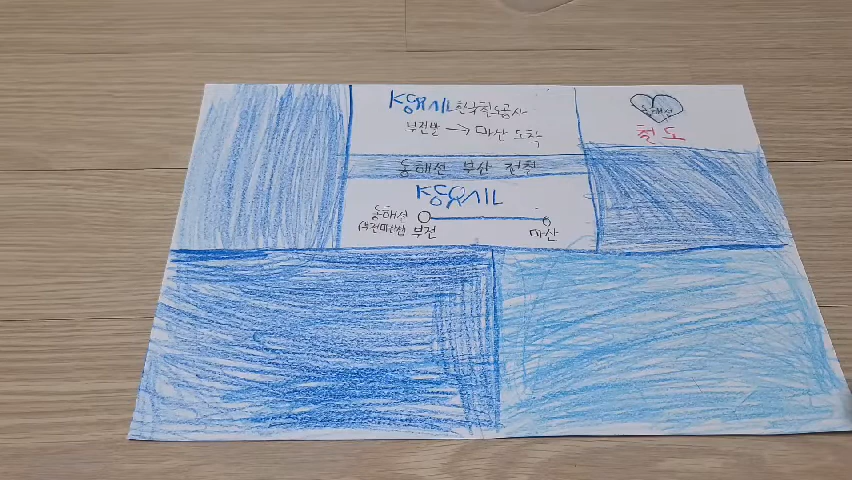 KORAIL 한국철도공사
부전발 → 마산 도착
동해선
철도
동해선 부산 전철
KORAIL
동해선
부전 마산